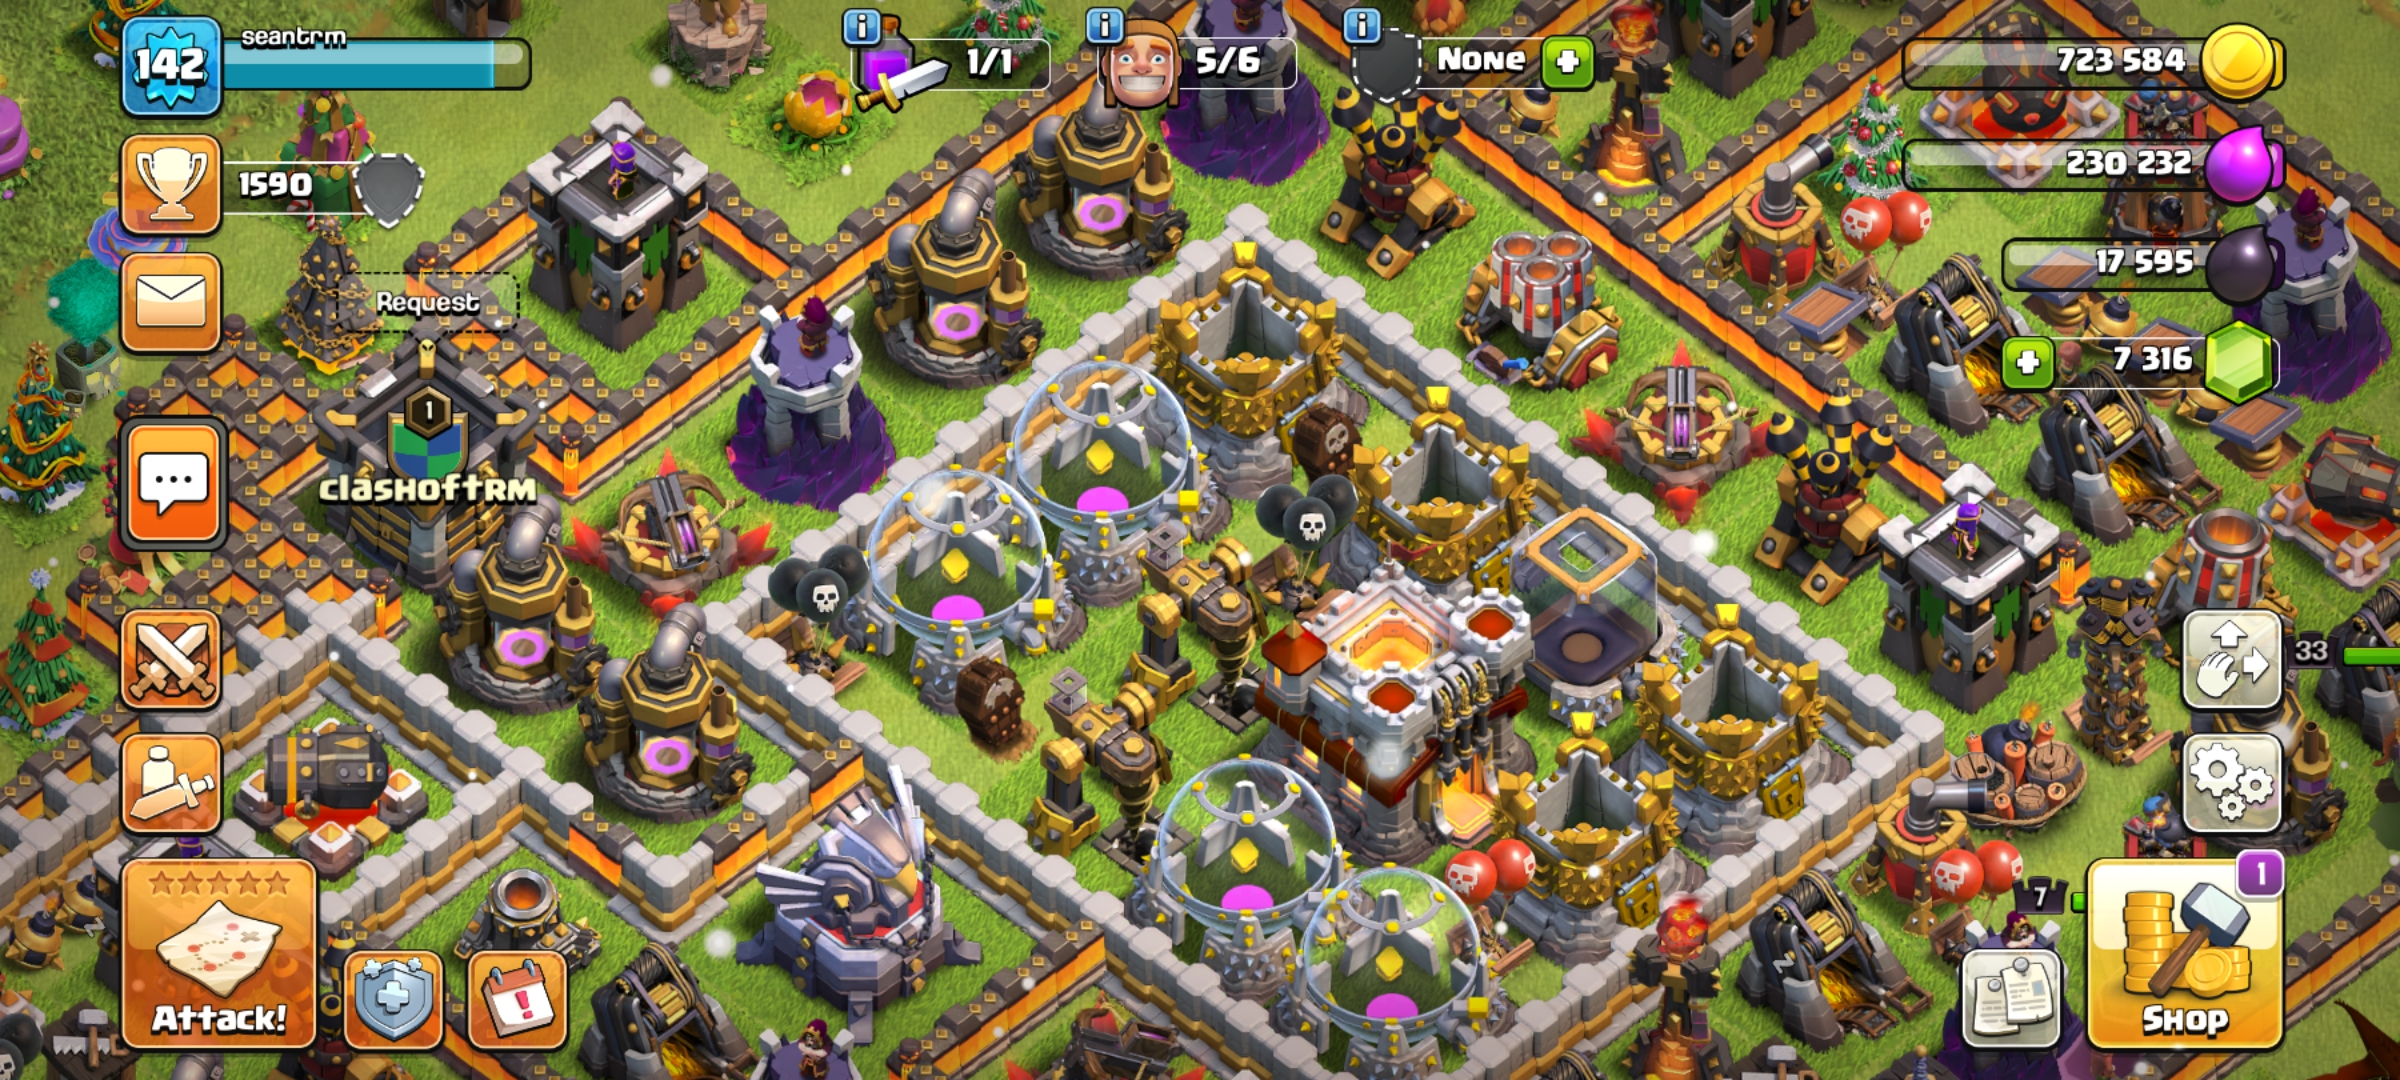 142
seantrm
1/1
5/6
None
723 584
1590
230 232
17 595
Request
7 316
1
clashoftRM
33
7
1
Attack!
Shop